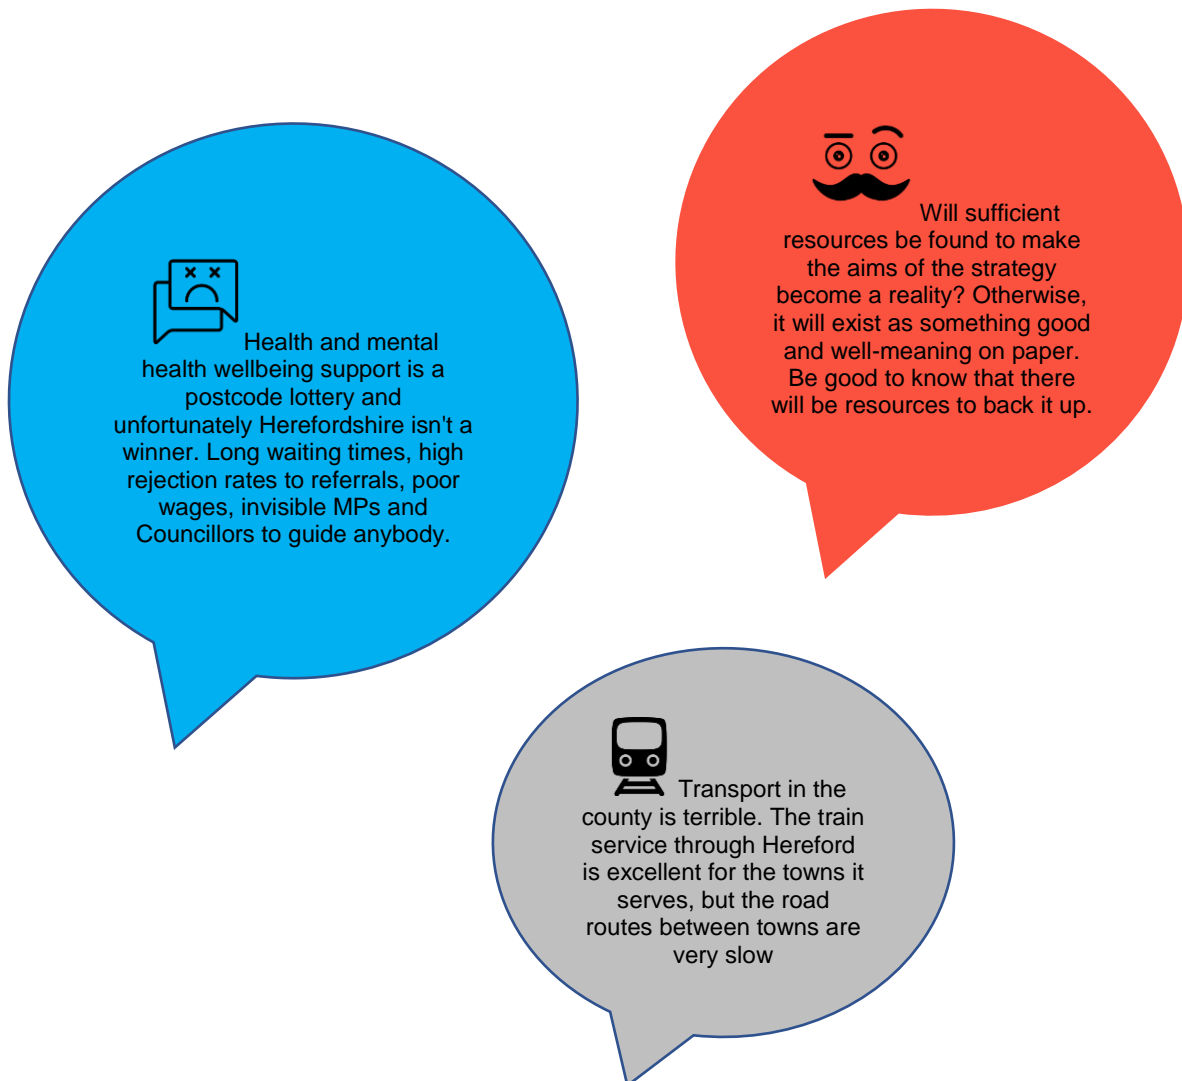 Health and mental
health wellbeing support is a
postcode lottery and
unfortunately Herefordshire isn't a
winner. Long waiting times, high
rejection rates to referrals, poor
wages, invisible MPs and
Councillors to guide anybody.
Will sufficient
resources be found to make
the aims of the strategy
become a reality? Otherwise,
it will exist as something good
and well-meaning on paper.
Be good to know that there
will be resources to back it up.
Transport in the
county is terrible. The train
service through Hereford
is excellent for the towns it
serves, but the road
routes between towns are
very slow